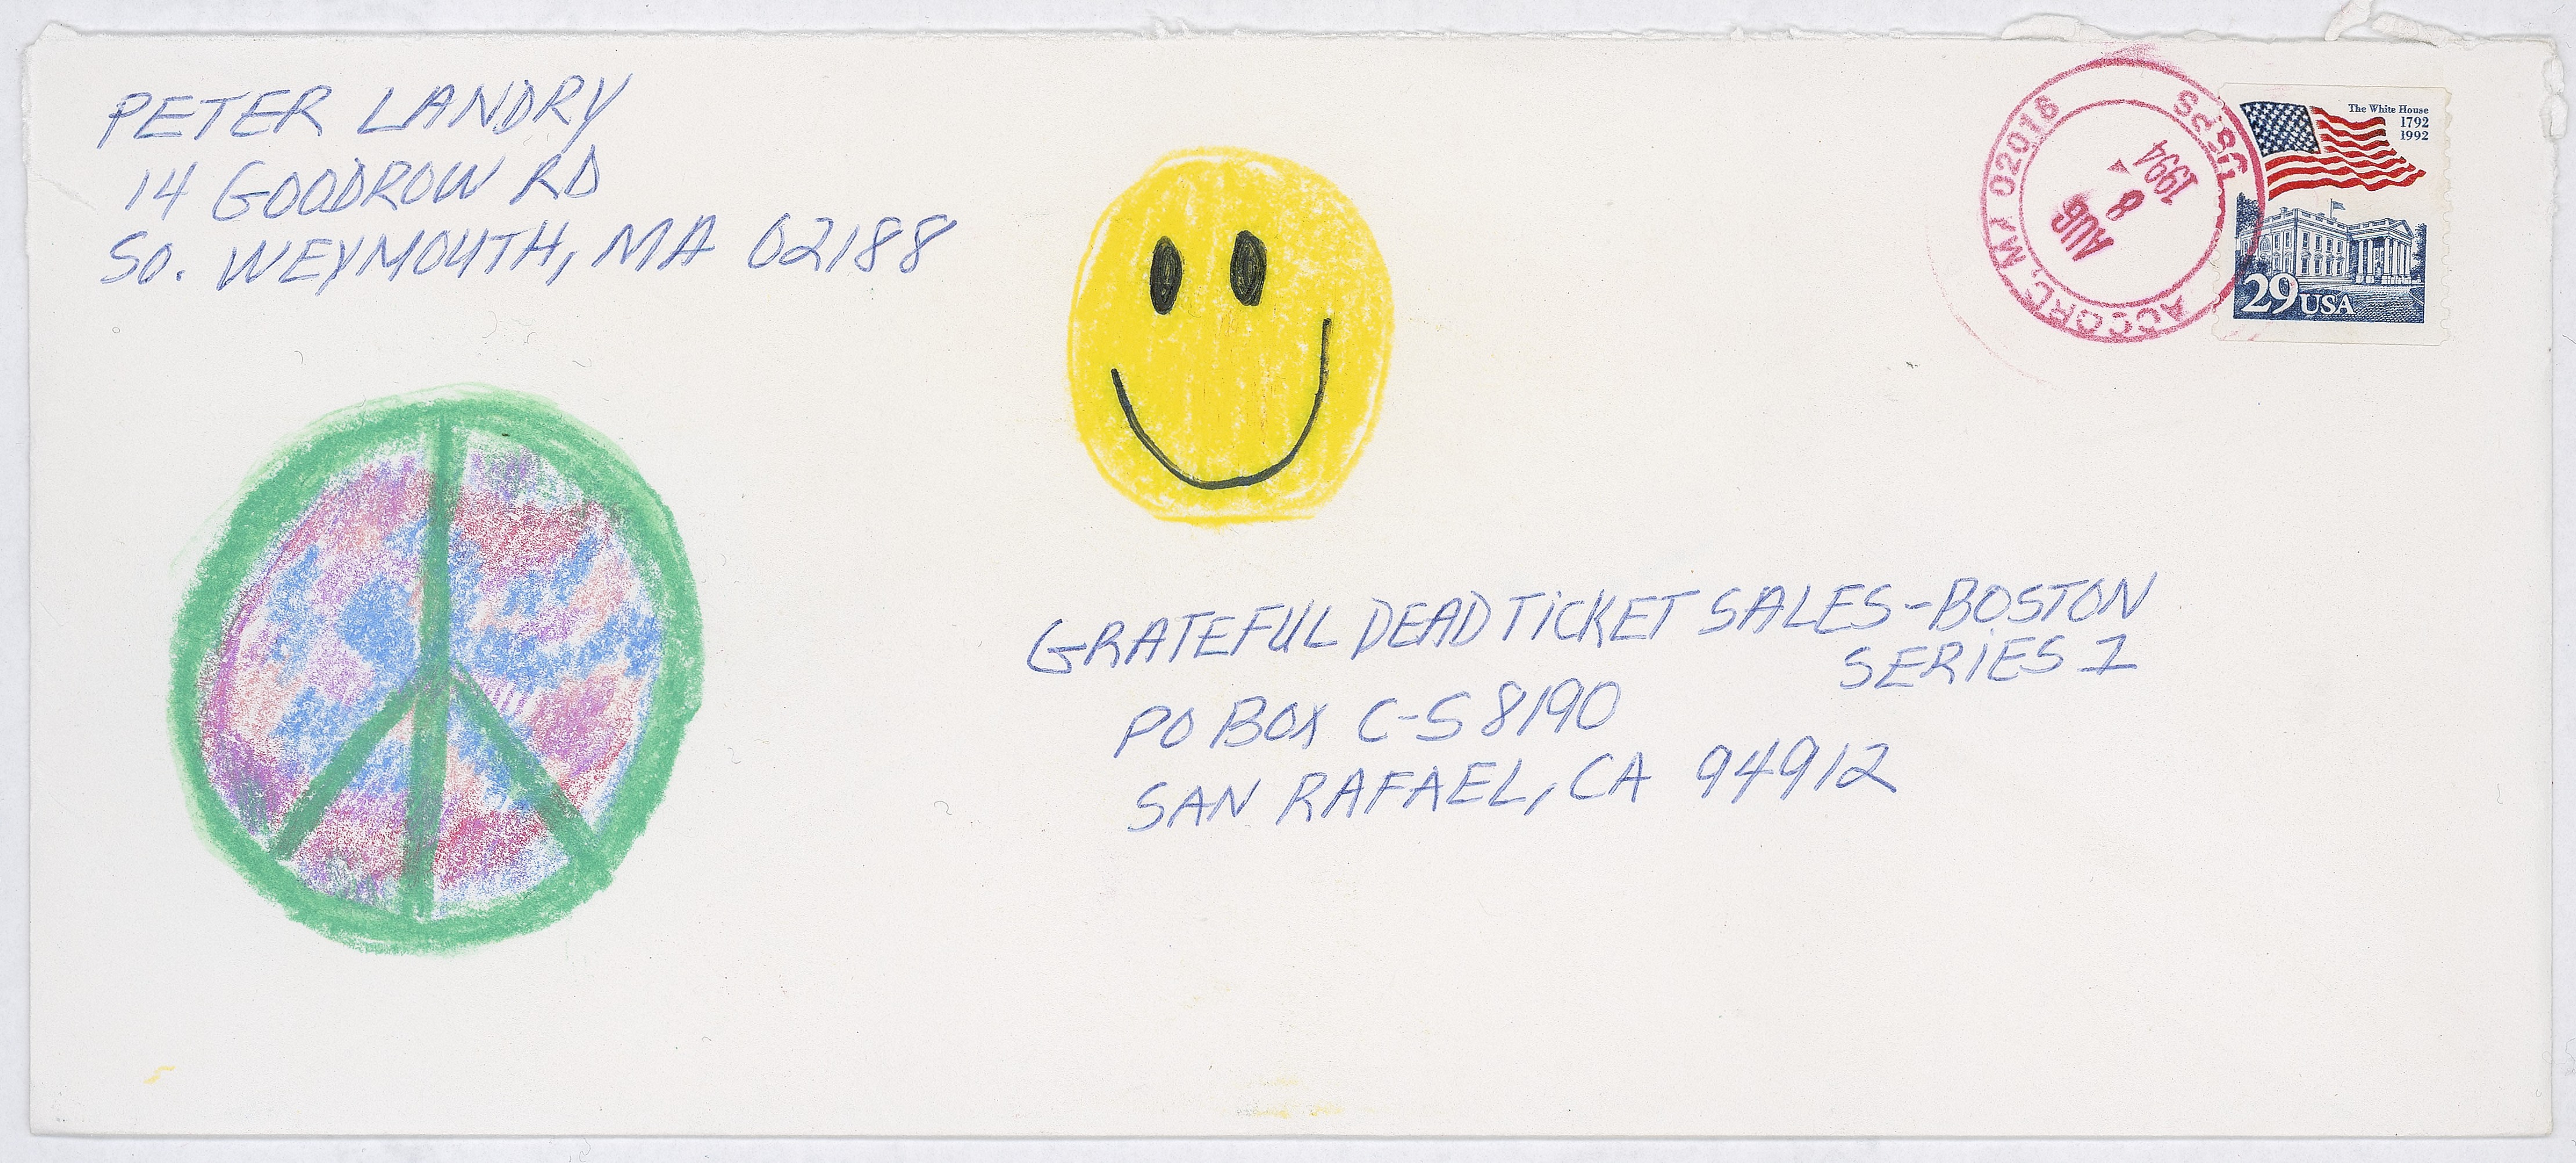 PETER LANDRY
14 GOODROW RD
SO. WEYMOUTH, MA 02188
The White House
1792
1992
29 USA
USPS
ACCORD, MA 02018
AUG
8
1994
GRATEFUL DEAD TICKET SALES-BOSTON
SERIES 1
PO BOX C-S 8190
SAN RAFAEL, CA 94912